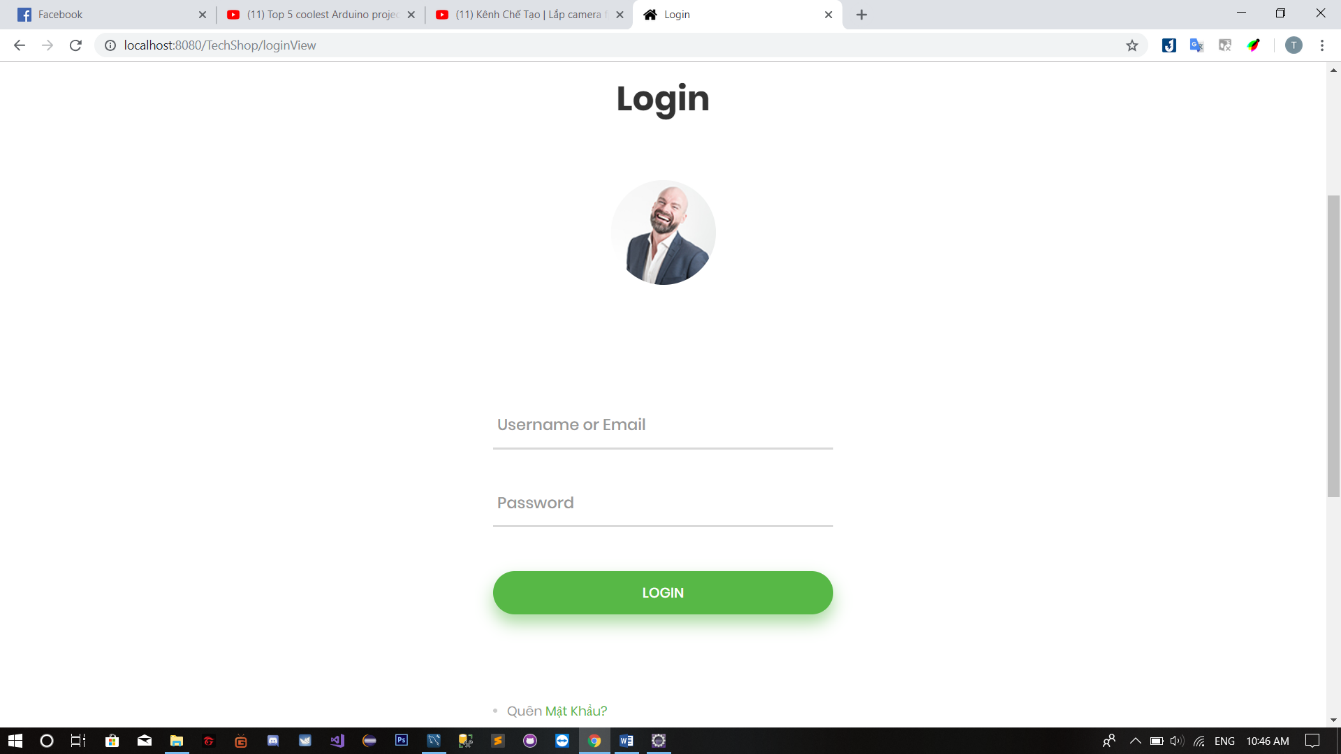 Facebook
(11) Top 5 coolest Arduino projec
(11) Kênh Chế Tạo | Lắp camera
Login
localhost:8080/TechShop/loginView
T
Login
Username or Email
Password
LOGIN
Quên Mật Khẩu?
ENG
10:46 AM